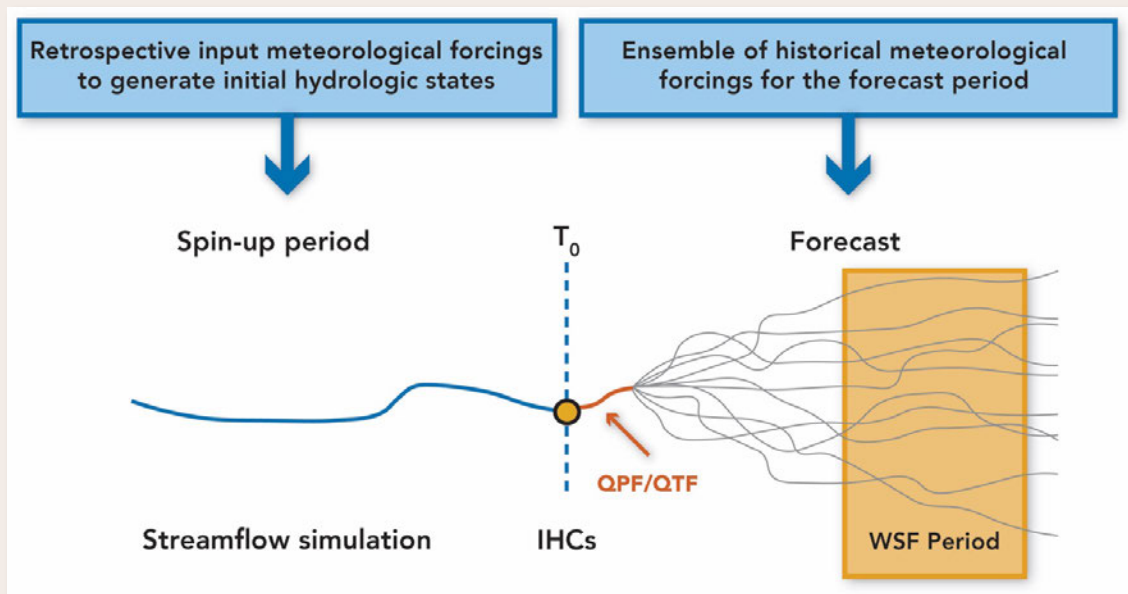 Retrospective input meteorological forcings
to generate initial hydrologic states
Ensemble of historical meteorological
forcings for the forecast period
Spin-up period
T0
Forecast
QPF/QTF
Streamflow simulation
IHCs
WSF Period